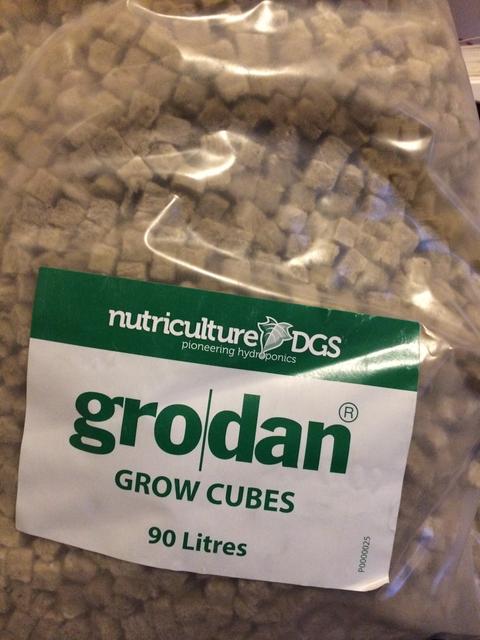 nutriculture DGS
pioneering hydroponics
grodan®
GROW CUBES
90 Litres
P0000025